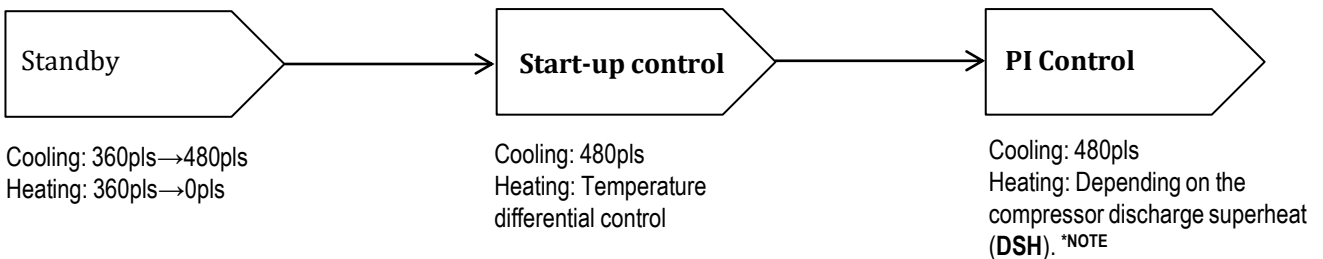 Standby
Start-up control
PI Control
Cooling: 360pls→480pls
Heating: 360pls→0pls
Cooling: 480pls
Heating: Temperature
differential control
Cooling: 480pls
Heating: Depending on the
compressor discharge superheat
(DSH). *NOTE